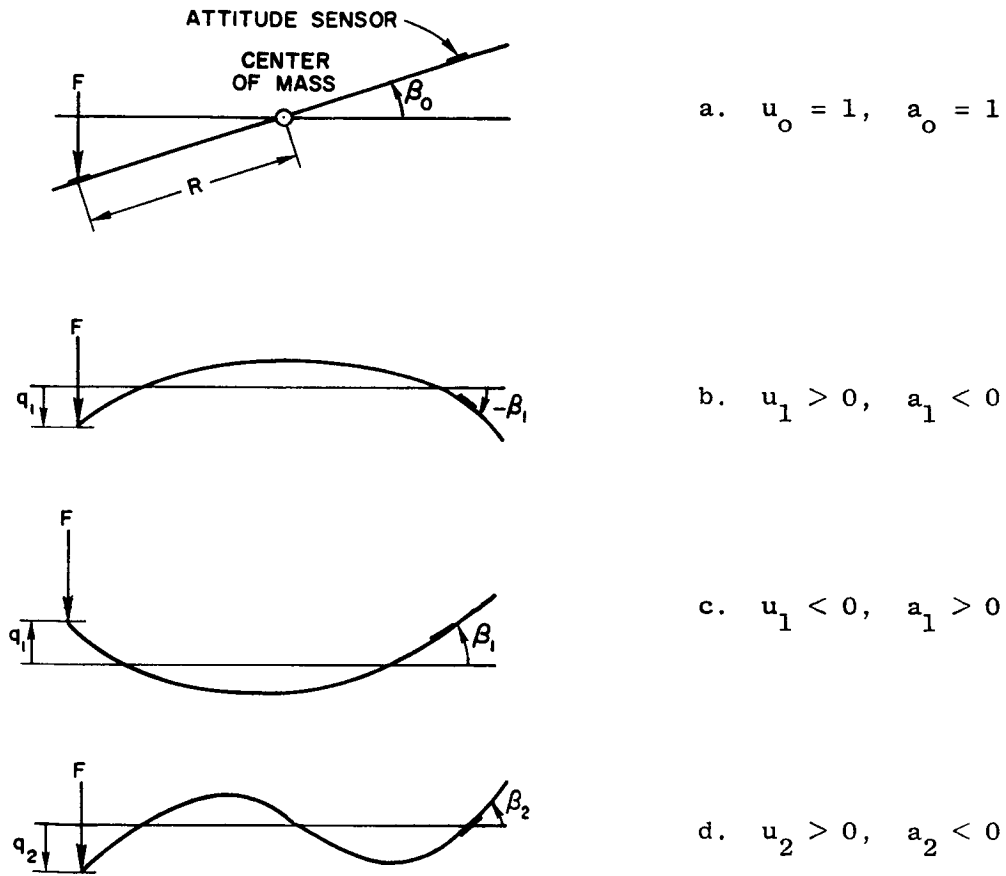 ATTITUDE SENSOR
CENTER
OF MASS
F
β₀
R
a. u₀ = 1, a₀ = 1
F
q₁
-β₁
b. u₁ > 0, a₁ < 0
F
q₁
β₁
c. u₁ < 0, a₁ > 0
F
q₂
β₂
d. u₂ > 0, a₂ < 0